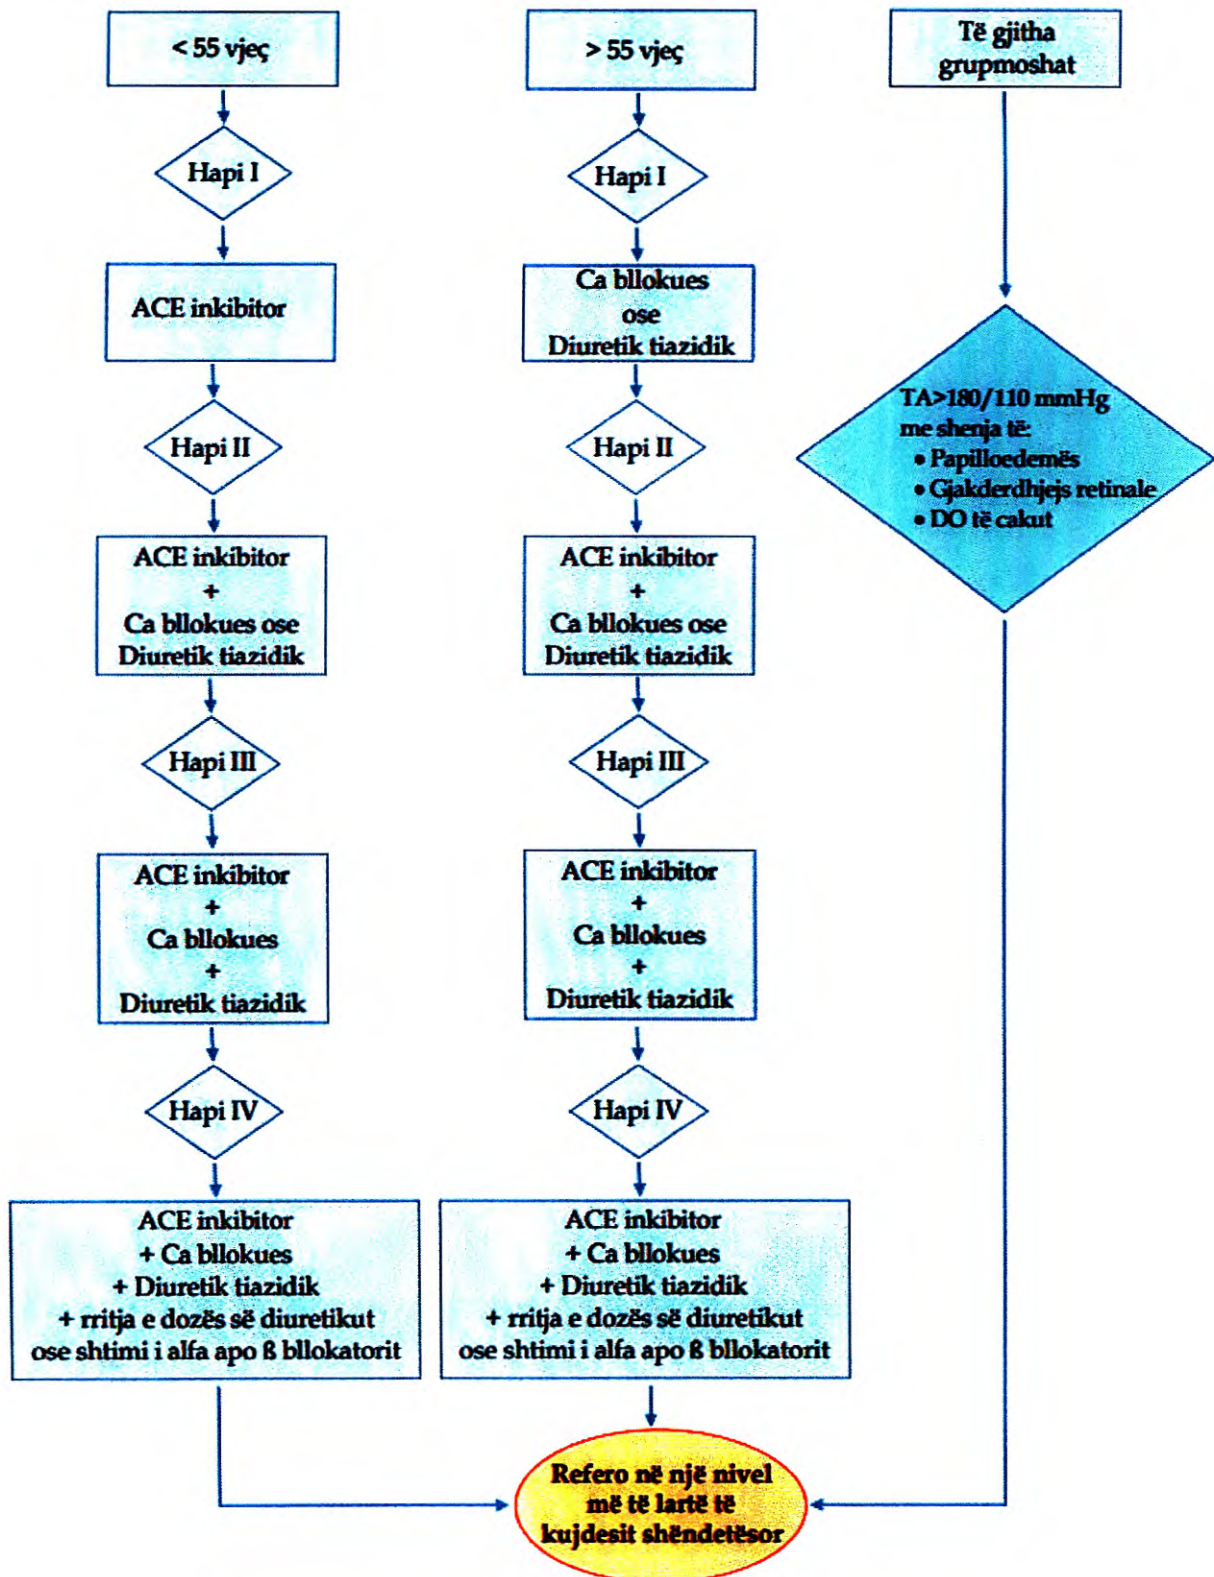 < 55 vjeç
Hapi I
ACE inkibitor
Hapi II
ACE inkibitor
+
Ca bllokues ose
Diuretik tiazidik
Hapi III
ACE inkibitor
+
Ca bllokues
+
Diuretik tiazidik
Hapi IV
ACE inkibitor
+ Ca bllokues
+ Diuretik tiazidik
+ rritja e dozës së diuretikut
ose shtimi i alfa apo ß bllokatorit
> 55 vjeç
Hapi I
Ca bllokues
ose
Diuretik tiazidik
Hapi II
ACE inkibitor
+
Ca bllokues ose
Diuretik tiazidik
Hapi III
ACE inkibitor
+
Ca bllokues
+
Diuretik tiazidik
Hapi IV
ACE inkibitor
+ Ca bllokues
+ Diuretik tiazidik
+ rritja e dozës së diuretikut
ose shtimi i alfa apo ß bllokatorit
Të gjitha
grupmoshat
TA>180/110 mmHg
me shenja të:
• Papilloedemës
• Gjakderdhjejs retinale
• DO të cakut
Refero në një nivel
më të lartë të
kujdesit shëndetësor